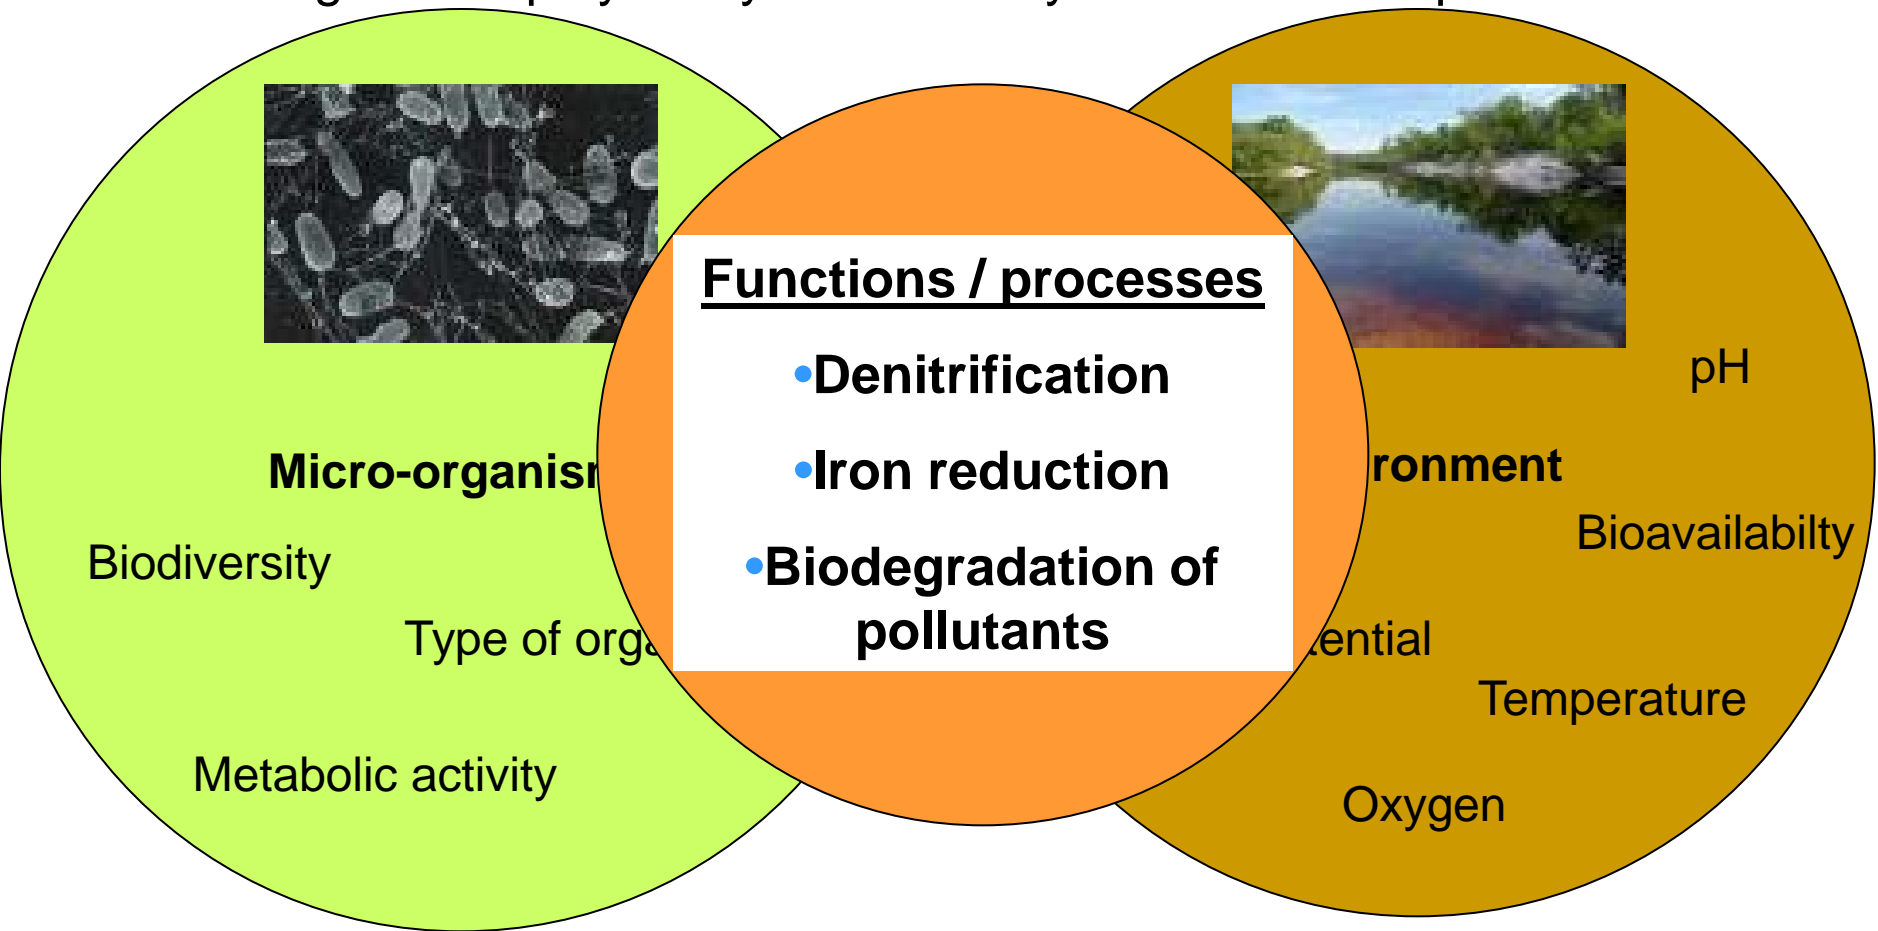 Functions / processes
•Denitrification
pH
Micro-organis
•Iron reduction
ronment
Bioavailabilty
Biodiversity
•Biodegradation of
pollutants
Type of orga
ential
Temperature
Metabolic activity
Oxygen